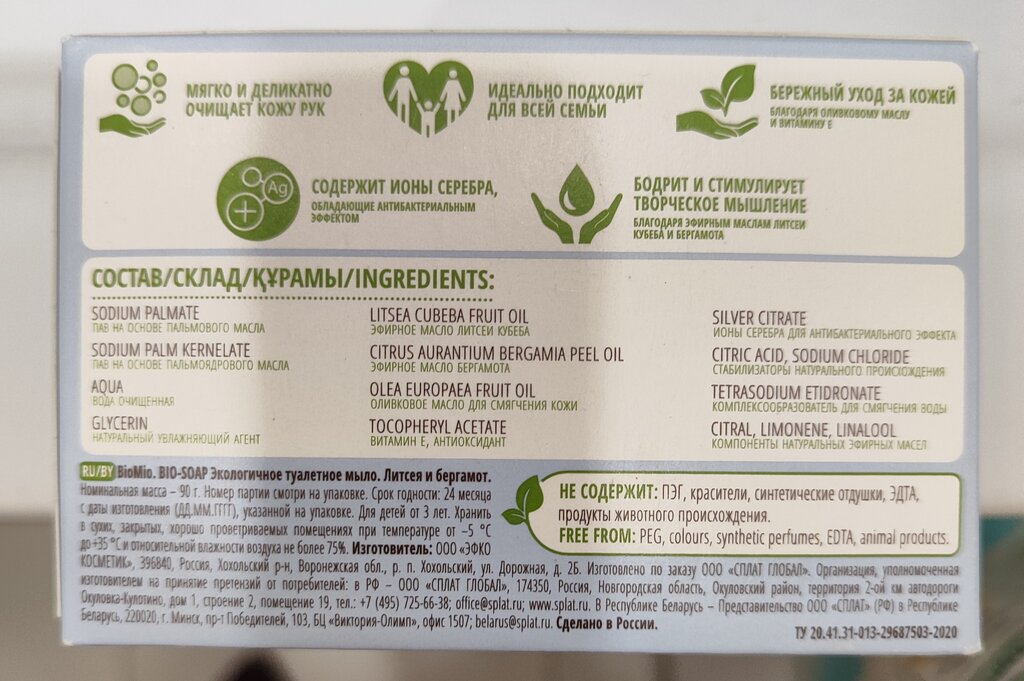 МЯГКО И ДЕЛИКАТНО
ОЧИЩАЕТ КОЖУ РУК
ИДЕАЛЬНО ПОДХОДИТ
ДЛЯ ВСЕЙ СЕМЬИ
БЕРЕЖНЫЙ УХОД ЗА КОЖЕЙ
БЛАГОДАРЯ ОЛИВКОВОМУ МАСЛУ
И ВИТАМИНУ Е
Ag
СОДЕРЖИТ ИОНЫ СЕРЕБРА,
ОБЛАДАЮЩИЕ АНТИБАКТЕРИАЛЬНЫМ
ЭФФЕКТОМ
БОДРИТ И СТИМУЛИРУЕТ
ТВОРЧЕСКОЕ МЫШЛЕНИЕ
БЛАГОДАРЯ ЭФИРНЫМ МАСЛАМ ЛИТСЕИ
КУБЕБА И БЕРГАМОТА
СОСТАВ/СКЛАД/ҚҰРАМЫ/INGREDIENTS:
SODIUM PALMATE
ПАВ НА ОСНОВЕ ПАЛЬМОВОГО МАСЛА
SODIUM PALM KERNELATE
ПАВ НА ОСНОВЕ ПАЛЬМОЯДРОВОГО МАСЛА
AQUA
ВОДА ОЧИЩЕННАЯ
GLYCERIN
НАТУРАЛЬНЫЙ УВЛАЖНЯЮЩИЙ АГЕНТ
LITSEA CUBEBA FRUIT OIL
ЭФИРНОЕ МАСЛО ЛИТСЕИ КУБЕБА
CITRUS AURANTIUM BERGAMIA PEEL OIL
ЭФИРНОЕ МАСЛО БЕРГАМОТА
OLEA EUROPAEA FRUIT OIL
ОЛИВКОВОЕ МАСЛО ДЛЯ СМЯГЧЕНИЯ КОЖИ
TOCOPHERYL ACETATE
ВИТАМИН Е, АНТИОКСИДАНТ
SILVER CITRATE
ИОНЫ СЕРЕБРА ДЛЯ АНТИБАКТЕРИАЛЬНОГО ЭФФЕКТА
CITRIC ACID, SODIUM CHLORIDE
СТАБИЛИЗАТОРЫ НАТУРАЛЬНОГО ПРОИСХОЖДЕНИЯ
TETRASODIUM ETIDRONATE
КОМПЛЕКСООБРАЗОВАТЕЛЬ ДЛЯ СМЯГЧЕНИЯ ВОДЫ
CITRAL, LIMONENE, LINALOOL
КОМПОНЕНТЫ НАТУРАЛЬНЫХ ЭФИРНЫХ МАСЕЛ
RU/BY BioMio. BIO-SOAP Экологичное туалетное мыло. Литсея и бергамот.
Номинальная масса – 90 г. Номер партии смотри на упаковке. Срок годности: 24 месяца
с даты изготовления (ДД.ММ.ГГГГ), указанной на упаковке. Для детей от 3 лет. Хранить
в сухих, закрытых, хорошо проветриваемых помещениях при температуре от –5 °C
до +35 °C и относительной влажности воздуха не более 75%. Изготовитель: ООО «ЭФКО
КОСМЕТИК», 396840, Россия, Хохольский р-н, Воронежская обл., р. п. Хохольский, ул. Дорожная, д. 2Б. Изготовлено по заказу ООО «СПЛАТ ГЛОБАЛ». Организация, уполномоченная
изготовителем на принятие претензий от потребителей: в РФ – ООО «СПЛАТ ГЛОБАЛ», 174350, Россия, Новгородская область, Окуловский район, территория 2-ой км автодороги
Окуловка-Кулотино, дом 1, строение 2, помещение 19, тел.: +7 (495) 725-66-38; office@splat.ru; www.splat.ru. В Республике Беларусь – Представительство ООО «СПЛАТ» (РФ) в Республике
Беларусь, 220020, г. Минск, пр-т Победителей, 103, БЦ «Виктория-Олимп», офис 1507; belarus@splat.ru. Сделано в России.
НЕ СОДЕРЖИТ: ПЭГ, красители, синтетические отдушки, ЭДТА,
продукты животного происхождения.
FREE FROM: PEG, colours, synthetic perfumes, EDTA, animal products.
ТУ 20.41.31-013-29687503-2020